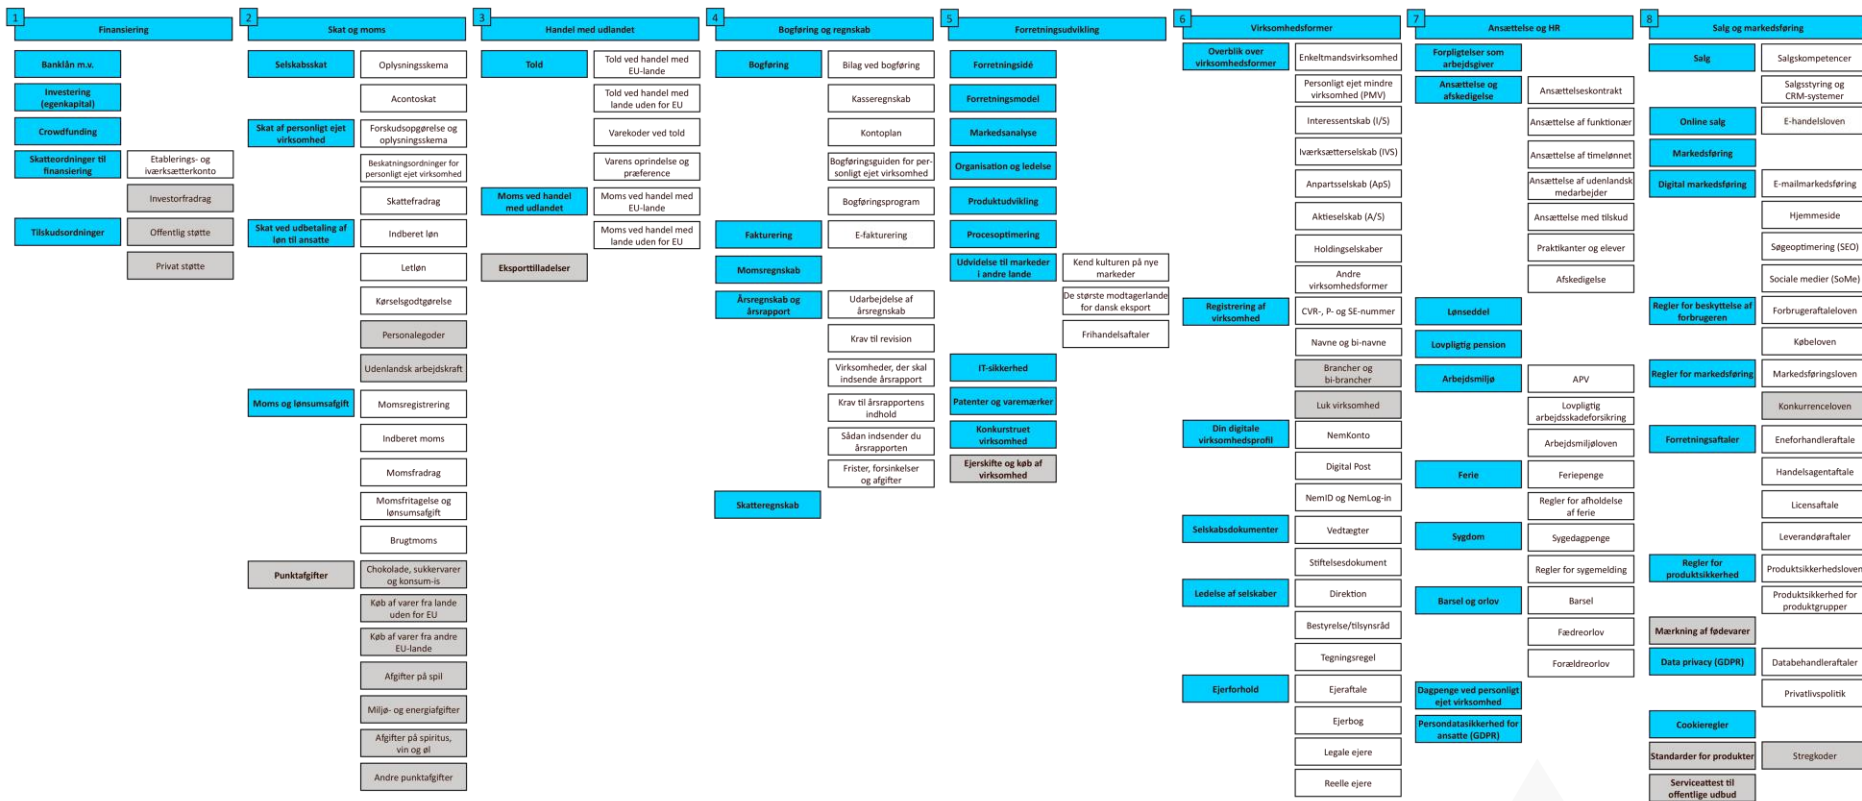 1
Finansiering
Banklån m.v.
Investering
(egenkapital)
Crowdfunding
Skatteordninger til
finansiering
Etablerings- og
iværksætterkonto
Investorfradrag
Tilskudsordninger
Offentlig støtte
Privat støtte
2
Skat og moms
Selskabsskat
Oplysningsskema
Acontoskat
Skat af personligt ejet
virksomhed
Forskudsopgørelse og
oplysningsskema
Beskatningsordninger for
personligt ejet virksomhed
Skattefradrag
Skat ved udbetaling af
løn til ansatte
Indberet løn
Letløn
Kørselsgodtgørelse
Personalegoder
Udenlandsk arbejdskraft
Moms og lønsumsafgift
Momsregistrering
Indberet moms
Momsfradrag
Momsfritagelse og
lønsumsafgift
Brugtmoms
Punktafgifter
Chokolade, sukkervarer
og konsum-is
Køb af varer fra lande
uden for EU
Køb af varer fra andre
EU-lande
Afgifter på spil
Miljø- og energiafgifter
Afgifter på spiritus,
vin og øl
Andre punktafgifter
3
Handel med udlandet
Told
Told ved handel med
EU-lande
Told ved handel med
lande uden for EU
Varekoder ved told
Varens oprindelse og
præference
Moms ved handel
med udlandet
Moms ved handel med
EU-lande
Moms ved handel med
lande uden for EU
Eksporttilladelser
4
Bogføring og regnskab
Bogføring
Bilag ved bogføring
Kasseregnskab
Kontoplan
Bogføringsguiden for per-
sonligt ejet virksomhed
Bogføringsprogram
Fakturering
E-fakturering
Momsregnskab
Årsregnskab og
årsrapport
Udarbejdelse af
årsregnskab
Krav til revision
Virksomheder, der skal
indsende årsrapport
Krav til årsrapportens
indhold
Sådan indsender du
årsrapporten
Frister, forsinkelser
og afgifter
Skatteregnskab
5
Forretningsudvikling
Forretningsidé
Forretningsmodel
Markedsanalyse
Organisation og ledelse
Produktudvikling
Procesoptimering
Udvidelse til markeder
i andre lande
Kend kulturen på nye
markeder
De største modtagerlande
for dansk eksport
Frihandelsaftaler
IT-sikkerhed
Patenter og varemærker
Konkurstruet
virksomhed
Ejerskifte og køb af
virksomhed
6
Virksomhedsformer
Overblik over
virksomhedsformer
Enkeltmandsvirksomhed
Personligt ejet mindre
virksomhed (PMV)
Interessentskab (I/S)
Iværksætterselskab (IVS)
Anpartsselskab (ApS)
Aktieselskab (A/S)
Holdingselskaber
Andre
virksomhedsformer
Registrering af
virksomhed
CVR-, P- og SE-nummer
Navne og bi-navne
Brancher og
bi-brancher
Luk virksomhed
Din digitale
virksomhedsprofil
NemKonto
Digital Post
NemID og NemLog-in
Selskabsdokumenter
Vedtægter
Stiftelsesdokument
Ledelse af selskaber
Direktion
Bestyrelse/tilsynsråd
Tegningsregel
Ejerforhold
Ejeraftale
Ejerbog
Legale ejere
Reelle ejere
7
Ansættelse og HR
Forpligtelser som
arbejdsgiver
Ansættelse og
afskedigelse
Ansættelseskontrakt
Ansættelse af funktionær
Ansættelse af timelønnet
Ansættelse af udenlandsk
medarbejder
Ansættelse med tilskud
Praktikanter og elever
Afskedigelse
Lønseddel
Lovpligtig pension
Arbejdsmiljø
APV
Lovpligtig
arbejdsskadeforsikring
Arbejdsmiljøloven
Ferie
Feriepenge
Regler for afholdelse
af ferie
Sygdom
Sygedagpenge
Regler for sygemelding
Barsel og orlov
Barsel
Fædreorlov
Forældreorlov
Dagpenge ved personligt
ejet virksomhed
Persondatasikkerhed for
ansatte (GDPR)
8
Salg og markedsføring
Salg
Salgskompetencer
Salgsstyring og
CRM-systemer
Online salg
E-handelsloven
Markedsføring
Digital markedsføring
E-mailmarkedsføring
Hjemmeside
Søgeoptimering (SEO)
Sociale medier (SoMe)
Regler for beskyttelse af
forbrugeren
Forbrugeraftaleloven
Købeloven
Regler for markedsføring
Markedsføringsloven
Konkurrenceloven
Forretningsaftaler
Eneforhandleraftale
Handelsagentaftale
Licensaftale
Leverandøraftaler
Regler for
produktsikkerhed
Produktsikkerhedsloven
Produktsikkerhed for
produktgrupper
Mærkning af fødevarer
Data privacy (GDPR)
Databehandleraftaler
Privatlivspolitik
Cookieregler
Standarder for produkter
Stregkoder
Serviceattest til
offentlige udbud